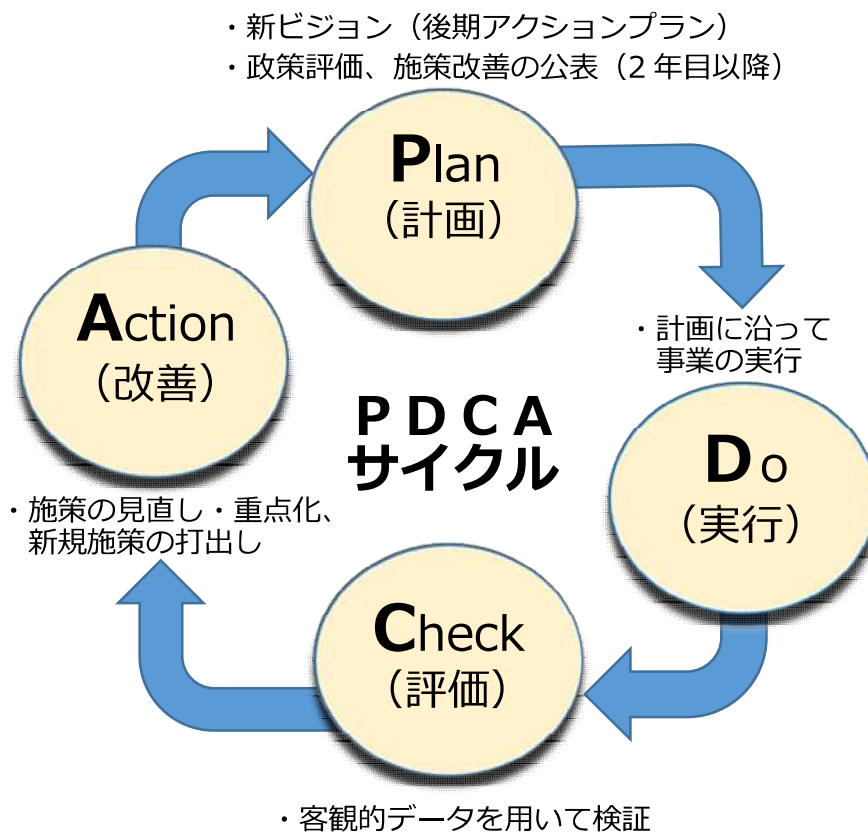 ・新ビジョン（後期アクションプラン）
・政策評価、施策改善の公表（2年目以降）
Plan
（計画）
・計画に沿って
事業の実行
Do
（実行）
PDCA
サイクル
Action
（改善）
・施策の見直し・重点化、
新規施策の打出し
Check
（評価）
・客観的データを用いて検証